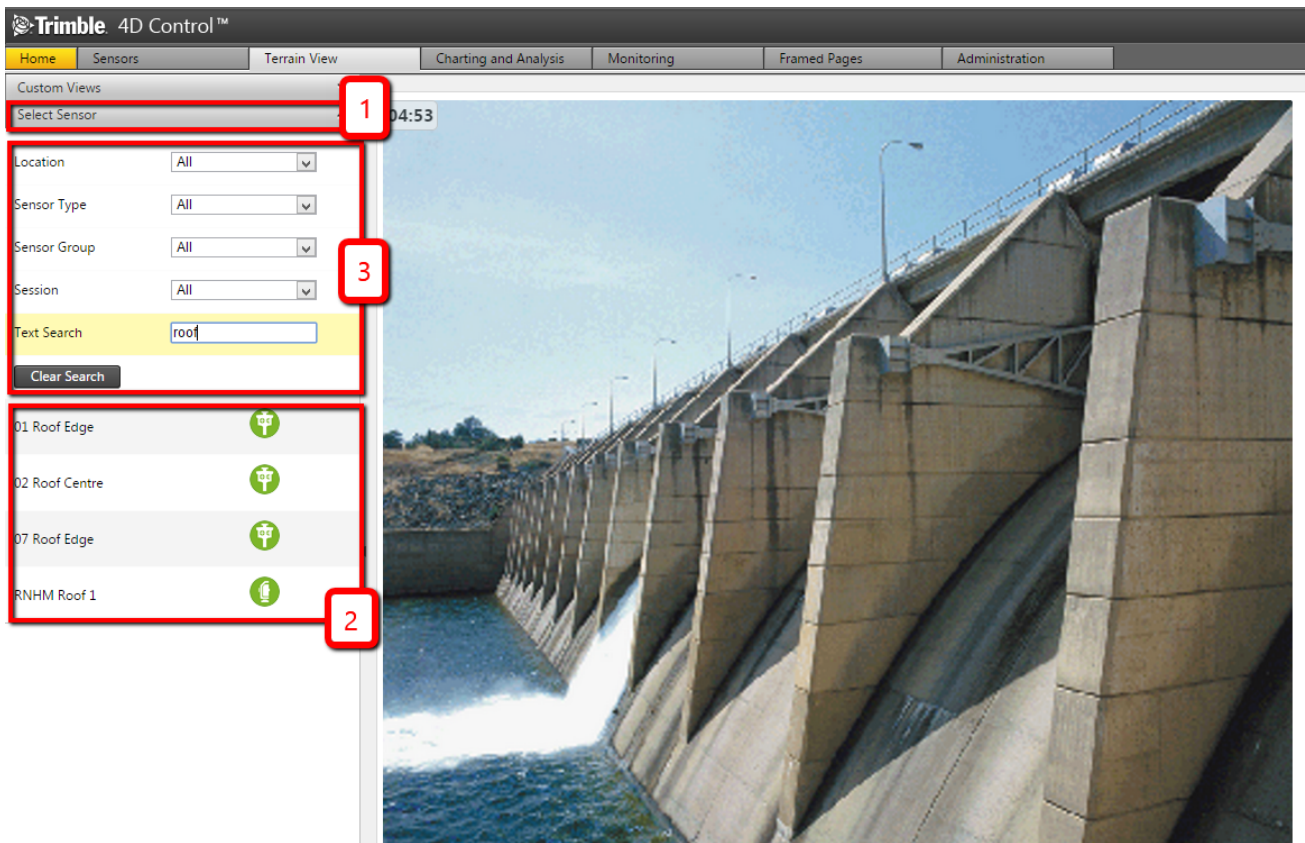 Trimble. 4D Control™
Home Sensors Terrain View Charting and Analysis Monitoring Framed Pages Administration
Custom Views
Select Sensor
1
04:53
Location All
Sensor Type All
Sensor Group All
3
Session All
Text Search roof
Clear Search
01 Roof Edge
02 Roof Centre
07 Roof Edge
RNHM Roof 1
2